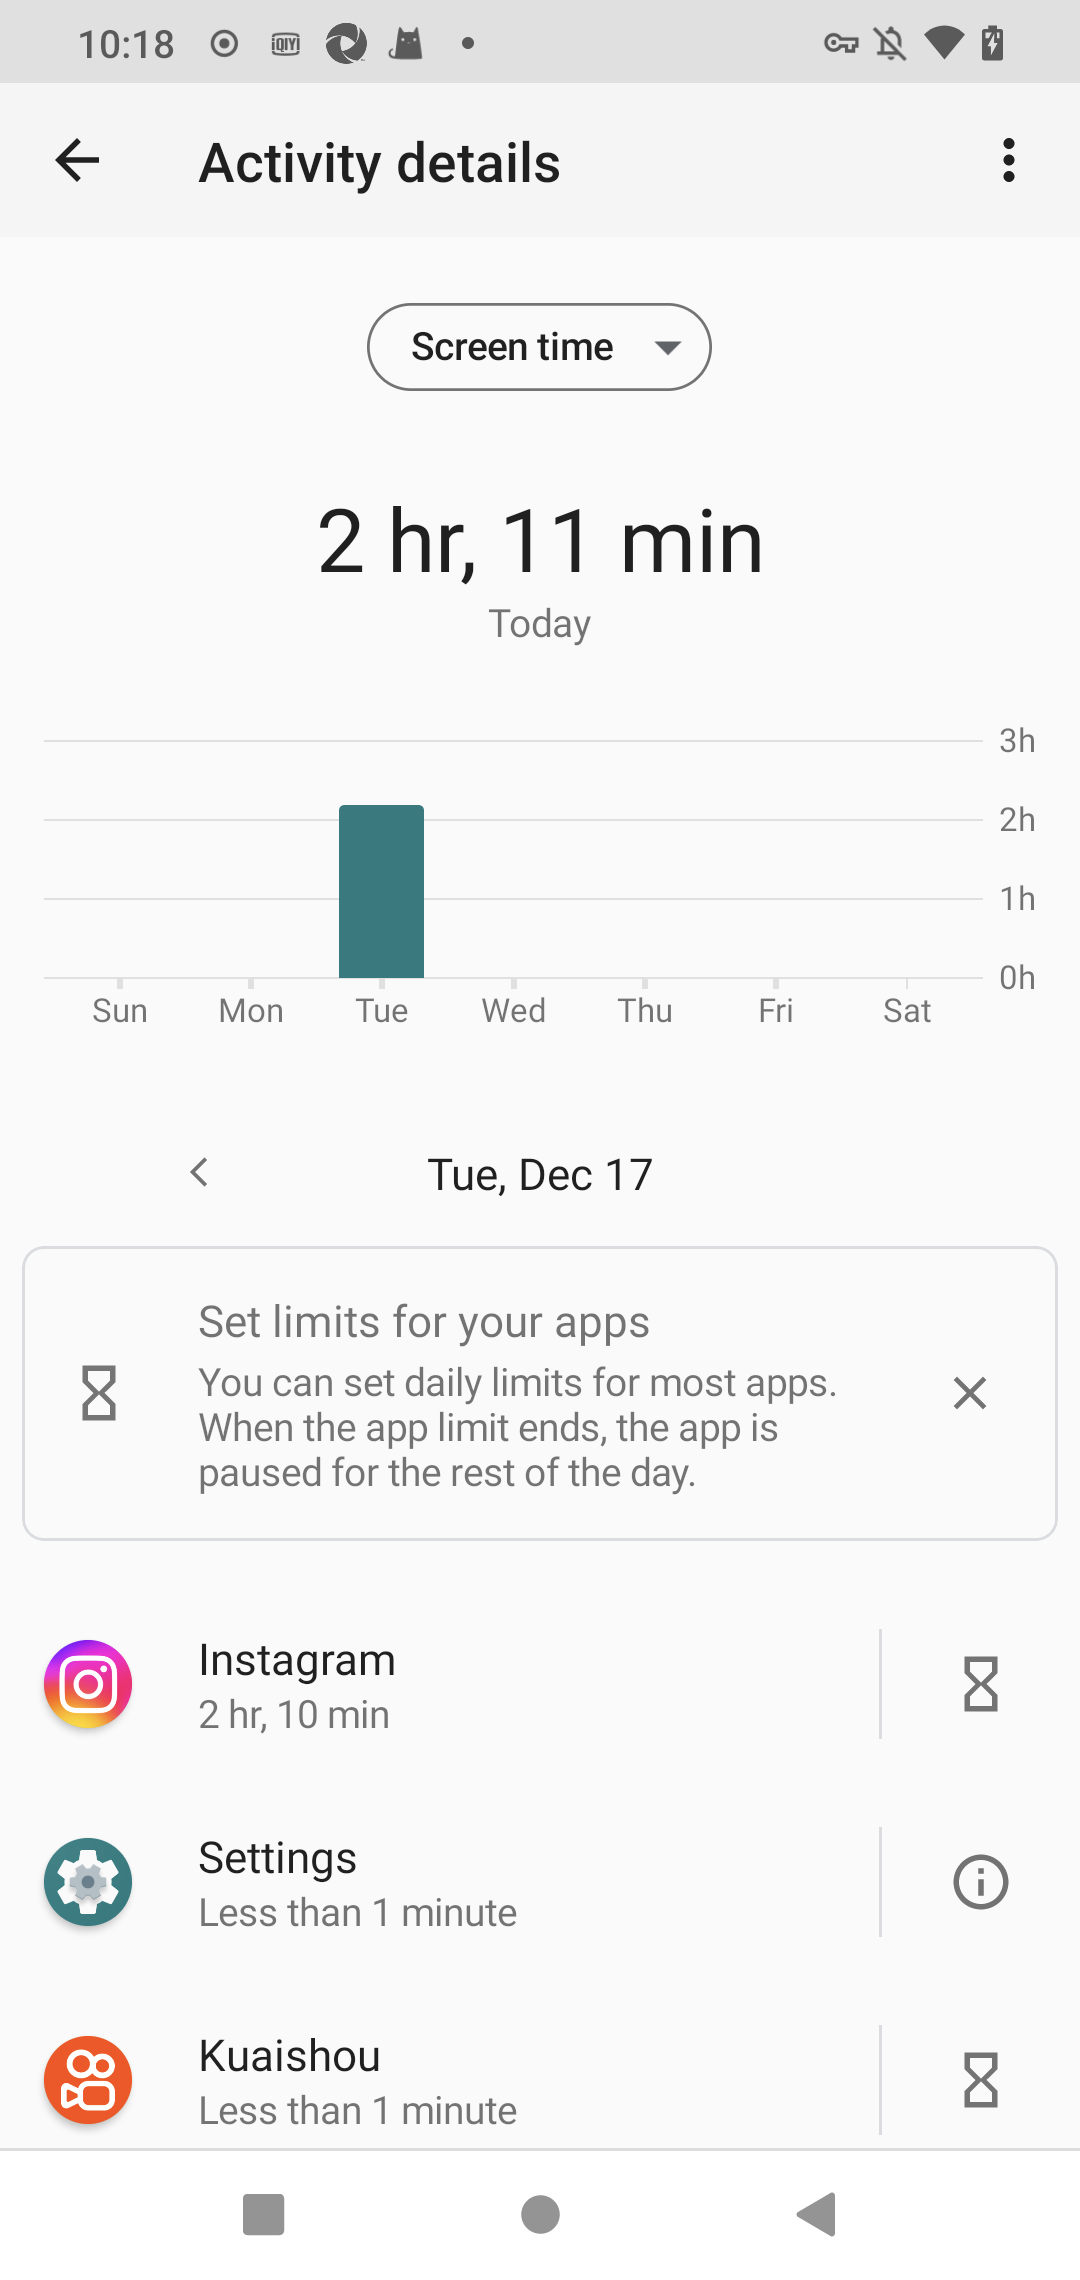 10:18
iQIYI
Activity details
Screen time
2 hr, 11 min
Today
3h
2h
1h
0h
Sun Mon Tue Wed Thu Fri Sat
Tue, Dec 17
Set limits for your apps
You can set daily limits for most apps.
When the app limit ends, the app is
paused for the rest of the day.
Instagram
2 hr, 10 min
Settings
Less than 1 minute
Kuaishou
Less than 1 minute